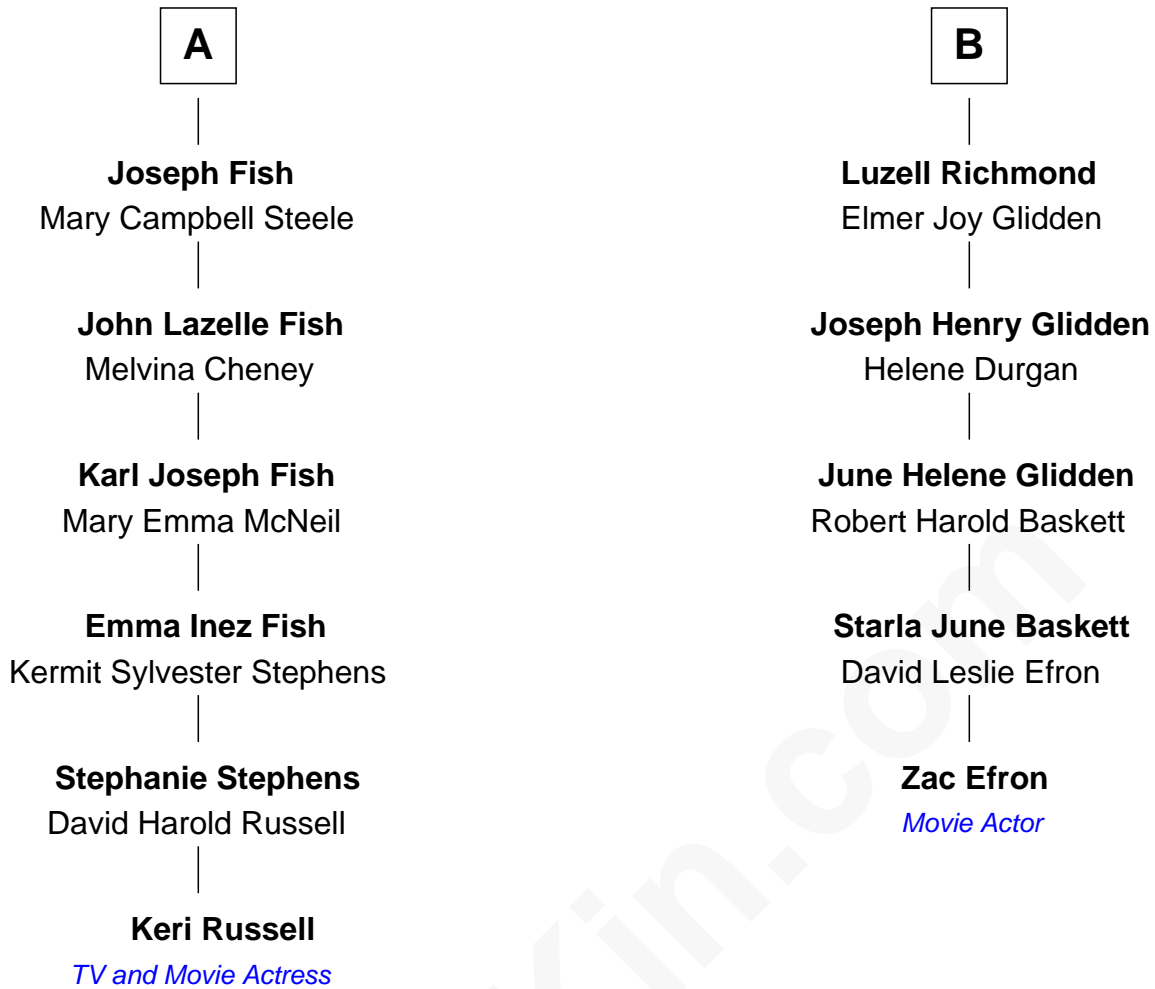 A
Joseph Fish
Mary Campbell Steele
John Lazelle Fish
Melvina Cheney
Karl Joseph Fish
Mary Emma McNeil
Emma Inez Fish
Kermit Sylvester Stephens
Stephanie Stephens
David Harold Russell
Keri Russell
TV and Movie Actress
B
Luzell Richmond
Elmer Joy Glidden
Joseph Henry Glidden
Helene Durgan
June Helene Glidden
Robert Harold Baskett
Starla June Baskett
David Leslie Efron
Zac Efron
Movie Actor
Kin.com